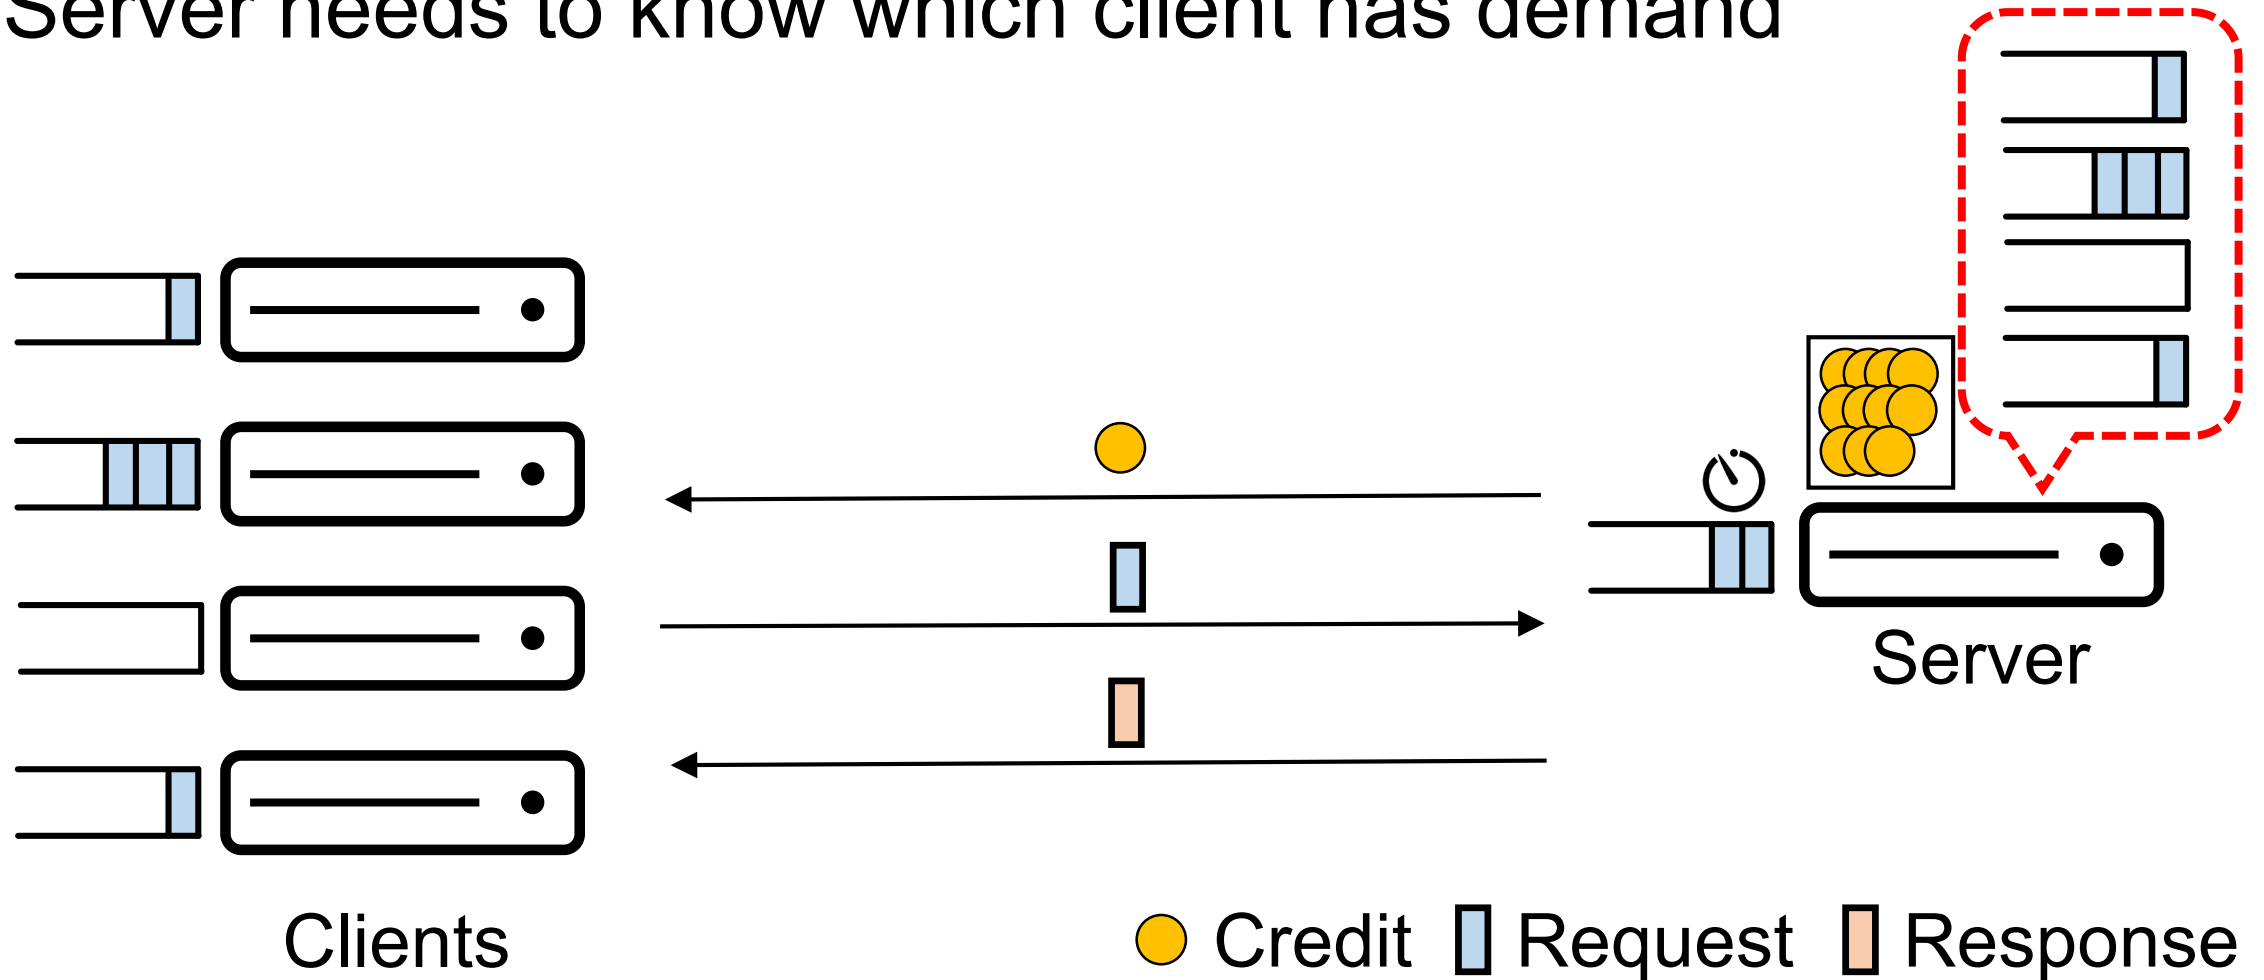 Server needs to know which client has demand
Server
Clients
Credit Request Response